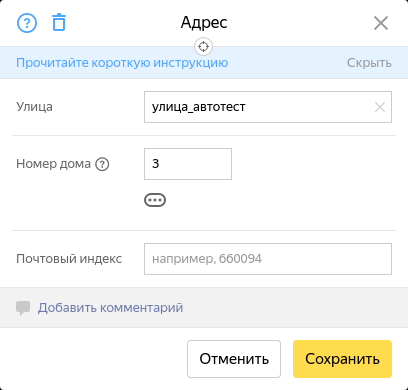 Адрес
Прочитайте короткую инструкцию Скрыть
Улица улица_автотест
Номер дома ? 3
Почтовый индекс например, 660094
Добавить комментарий
Отменить Сохранить